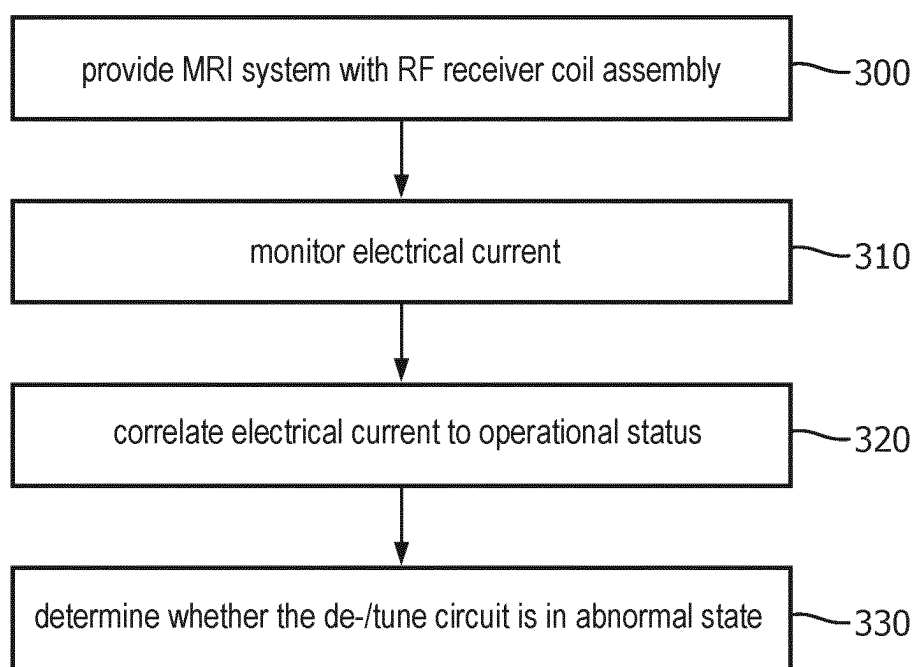 provide MRI system with RF receiver coil assembly
300
monitor electrical current
310
correlate electrical current to operational status
320
determine whether the de-/tune circuit is in abnormal state
330